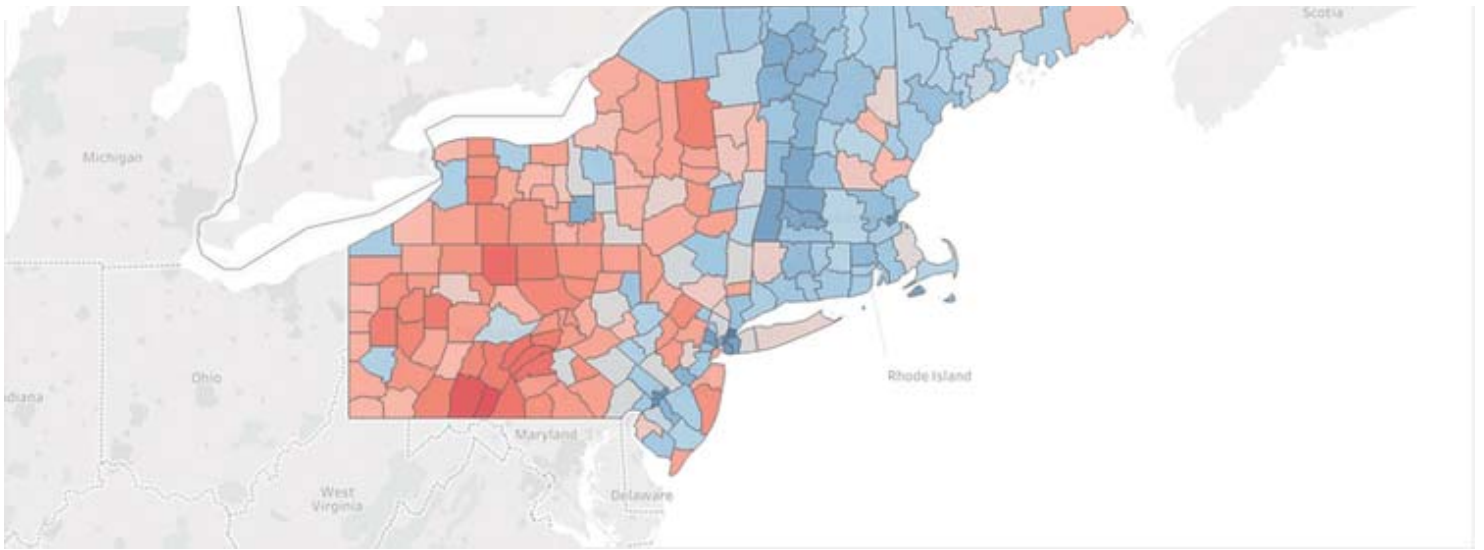 Scotia
Michigan
Ohio
diana
Rhode Island
Maryland
West
Virginia
Delaware